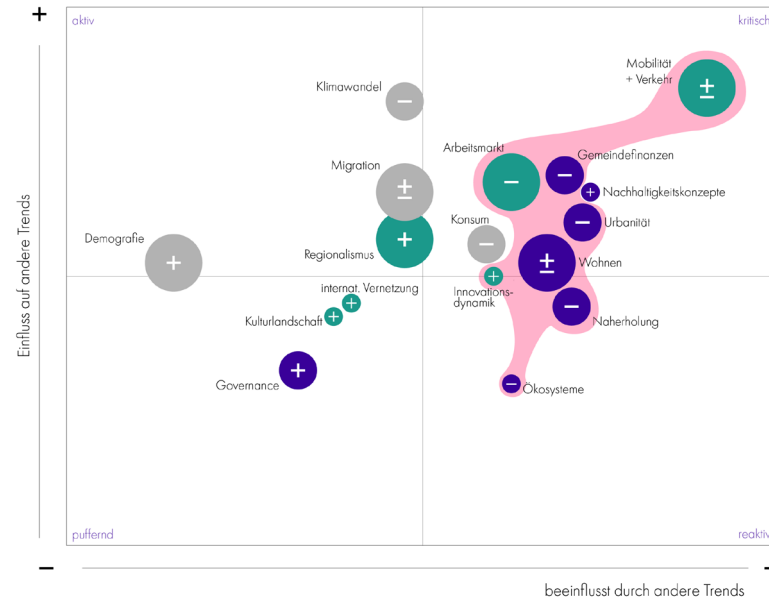 +
aktiv
kritisch
Mobilität
+ Verkehr
±
Klimawandel
−
Arbeitsmarkt
−
Gemeindefinanzen
−
Migration
±
Nachhaltigkeitskonzepte
+
Konsum
−
Urbanität
−
Demografie
+
Regionalismus
+
Wohnen
±
internat. Vernetzung
+
Innovations-
dynamik
+
Kulturlandschaft
+
Naherholung
−
Governance
+
Ökosysteme
−
Einfluss auf andere Trends
puffernd
reaktiv
−
beeinflusst durch andere Trends